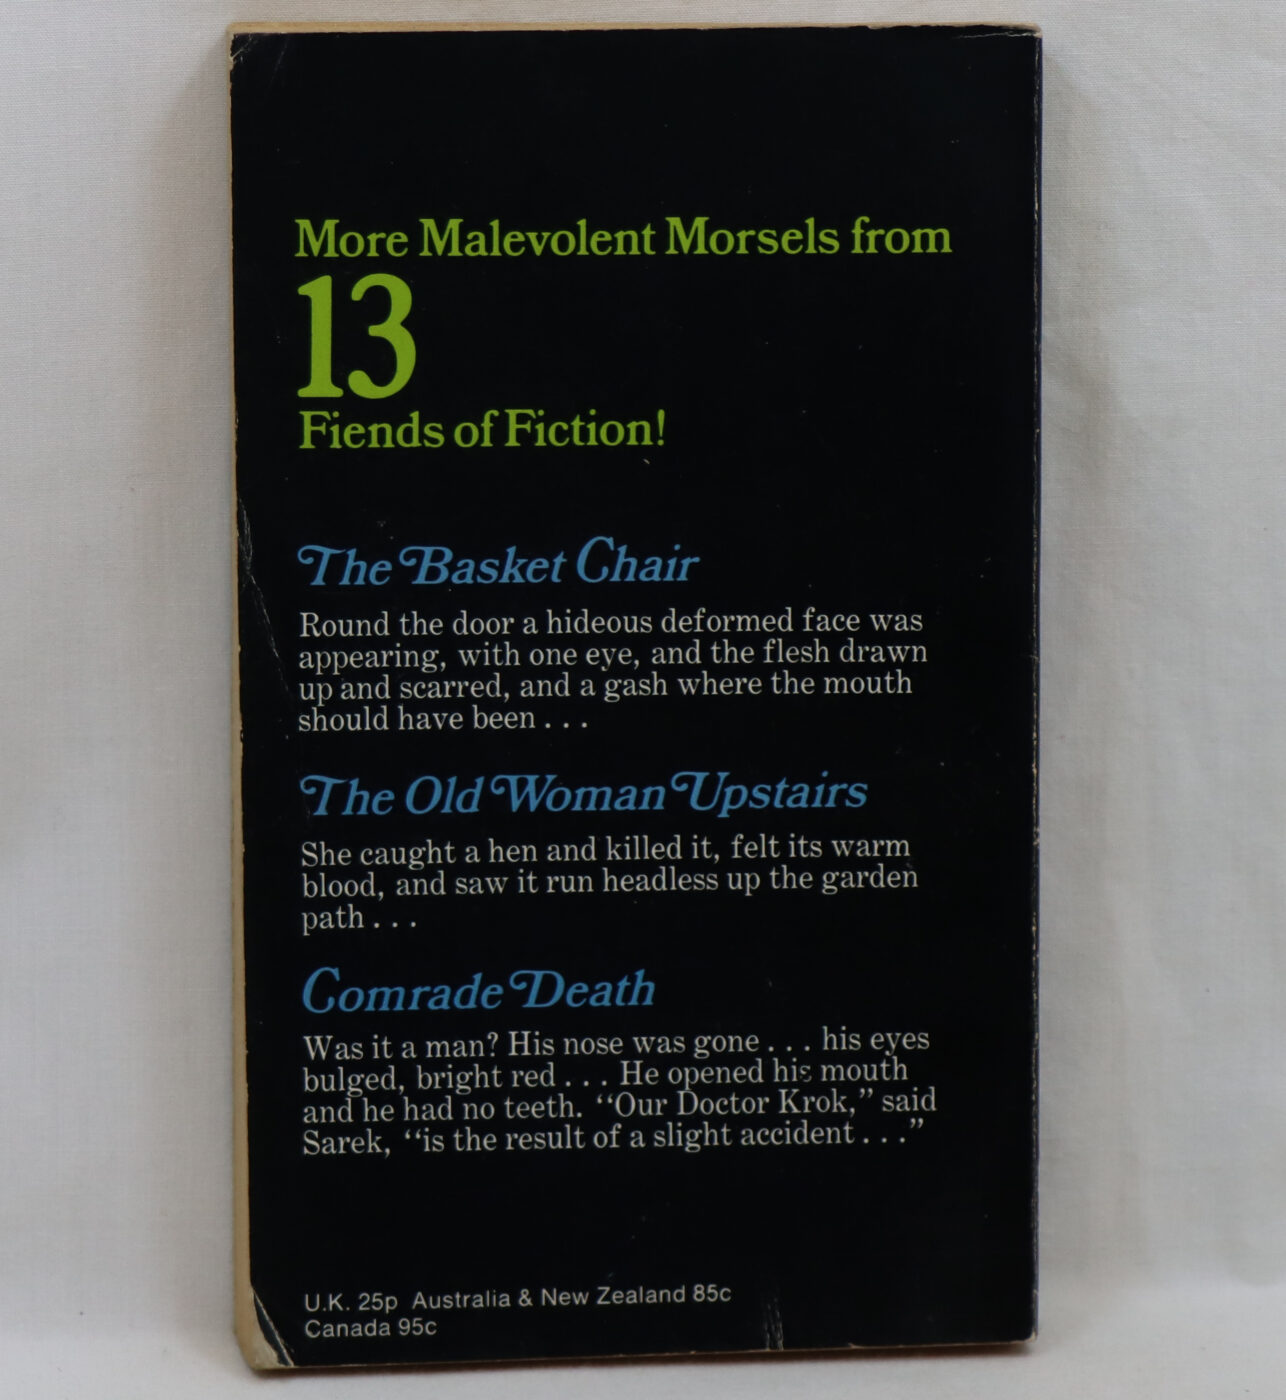 More Malevolent Morsels from
13
Fiends of Fiction!
The Basket Chair
Round the door a hideous deformed face was
appearing, with one eye, and the flesh drawn
up and scarred, and a gash where the mouth
should have been . . .
The Old Woman Upstairs
She caught a hen and killed it, felt its warm
blood, and saw it run headless up the garden
path . . .
Comrade Death
Was it a man? His nose was gone . . . his eyes
bulged, bright red . . . He opened his mouth
and he had no teeth. “Our Doctor Krok,” said
Sarek, “is the result of a slight accident . . .”
U.K. 25p Australia & New Zealand 85c
Canada 95c